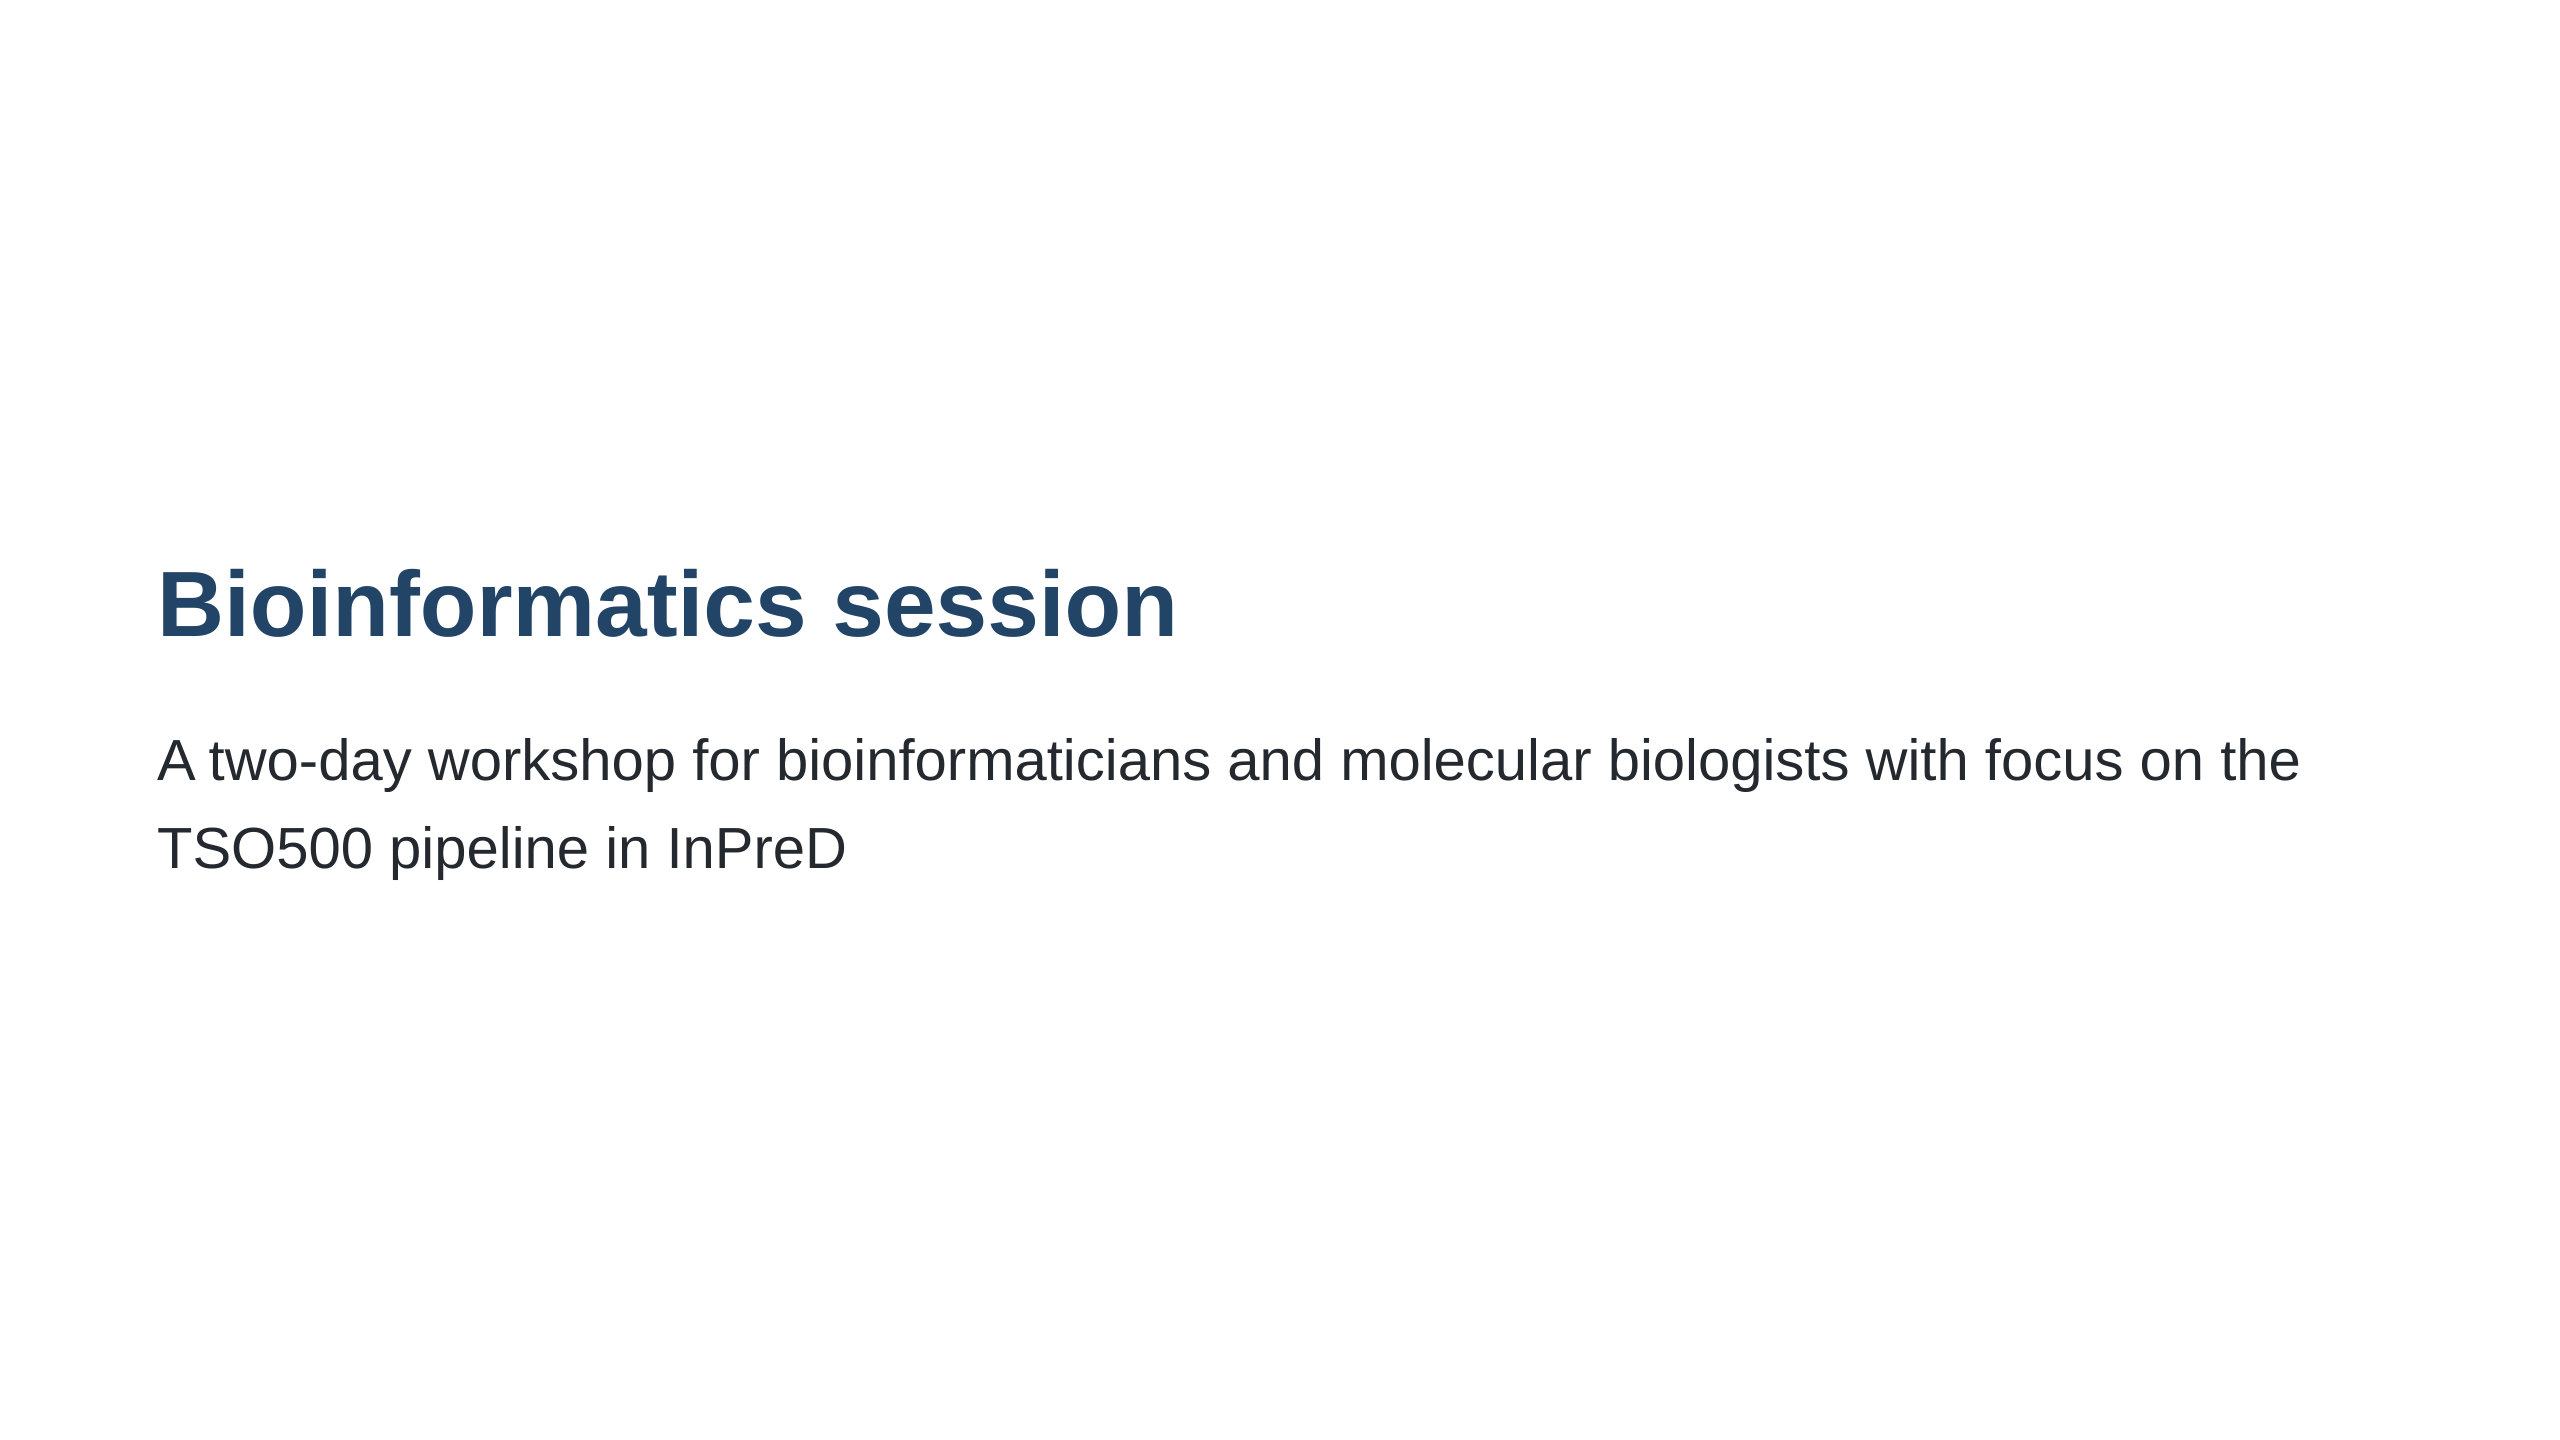 Bioinformatics session
A two-day workshop for bioinformaticians and molecular biologists with focus on the
TSO500 pipeline in InPreD